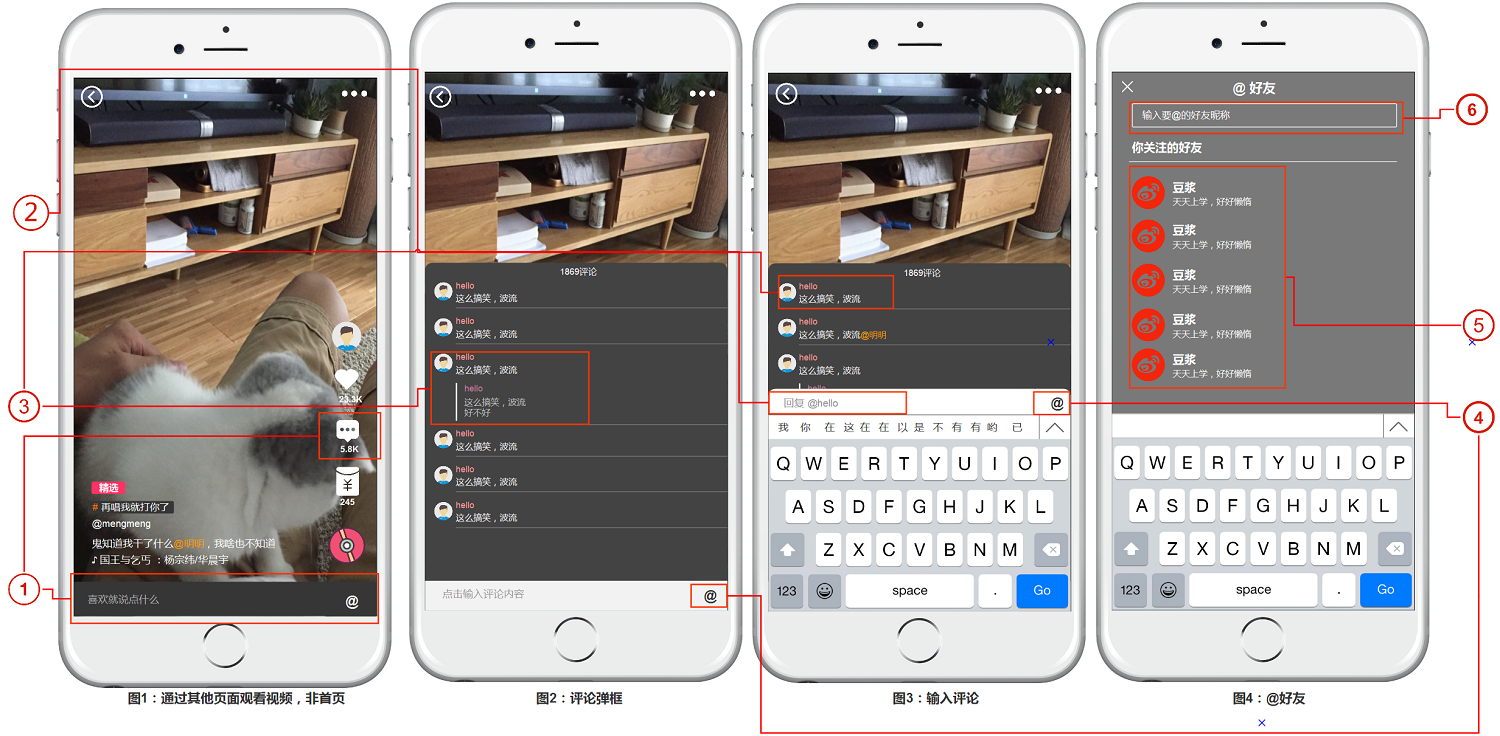 23.3K
5.8K
245
精选
# 再唱我就打你了
@mengmeng
鬼知道我干了什么@明明，我啥也不知道
♪ 国王与乞丐 ：杨宗纬/华晨宇
喜欢就说点什么
@
图1：通过其他页面观看视频，非首页
1869评论
hello
这么搞笑，波流
hello
这么搞笑，波流
hello
这么搞笑，波流
hello
这么搞笑，波流
好不好
hello
这么搞笑，波流
hello
这么搞笑，波流
hello
这么搞笑，波流
点击输入评论内容
@
图2：评论弹框
1869评论
hello
这么搞笑，波流
hello
这么搞笑，波流@明明
hello
这么搞笑，波流
hello
回复 @hello
@
我 你 在 这 在 在 以 是 不 有 有 哟 已
Q W E R T Y U I O P
A S D F G H J K L
Z X C V B N M
123 space . Go
图3：输入评论
@ 好友
输入要@的好友昵称
你关注的好友
豆浆
天天上学，好好懒惰
豆浆
天天上学，好好懒惰
豆浆
天天上学，好好懒惰
豆浆
天天上学，好好懒惰
豆浆
天天上学，好好懒惰
Q W E R T Y U I O P
A S D F G H J K L
Z X C V B N M
123 space . Go
图4：@好友
2
3
1
1
6
5
4